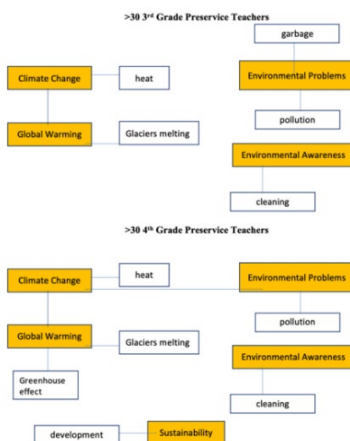 >30 3rd Grade Preservice Teachers
garbage
Climate Change
heat
Environmental Problems
Global Warming
Glaciers melting
pollution
Environmental Awareness
cleaning
>30 4th Grade Preservice Teachers
Climate Change
heat
Environmental Problems
Global Warming
Glaciers melting
pollution
Environmental Awareness
Greenhouse
effect
cleaning
development
Sustainability